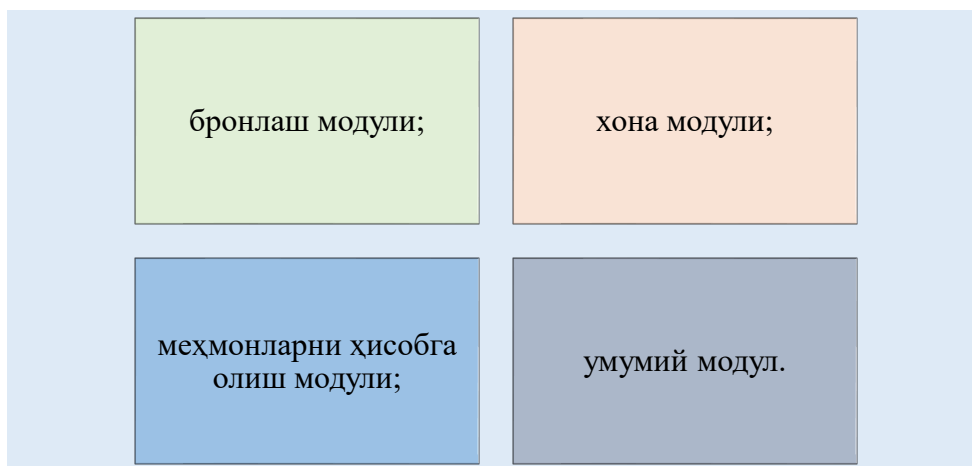 бронлаш модули;
хона модули;
меҳмонларни ҳисобга
олиш модули;
умумий модул.